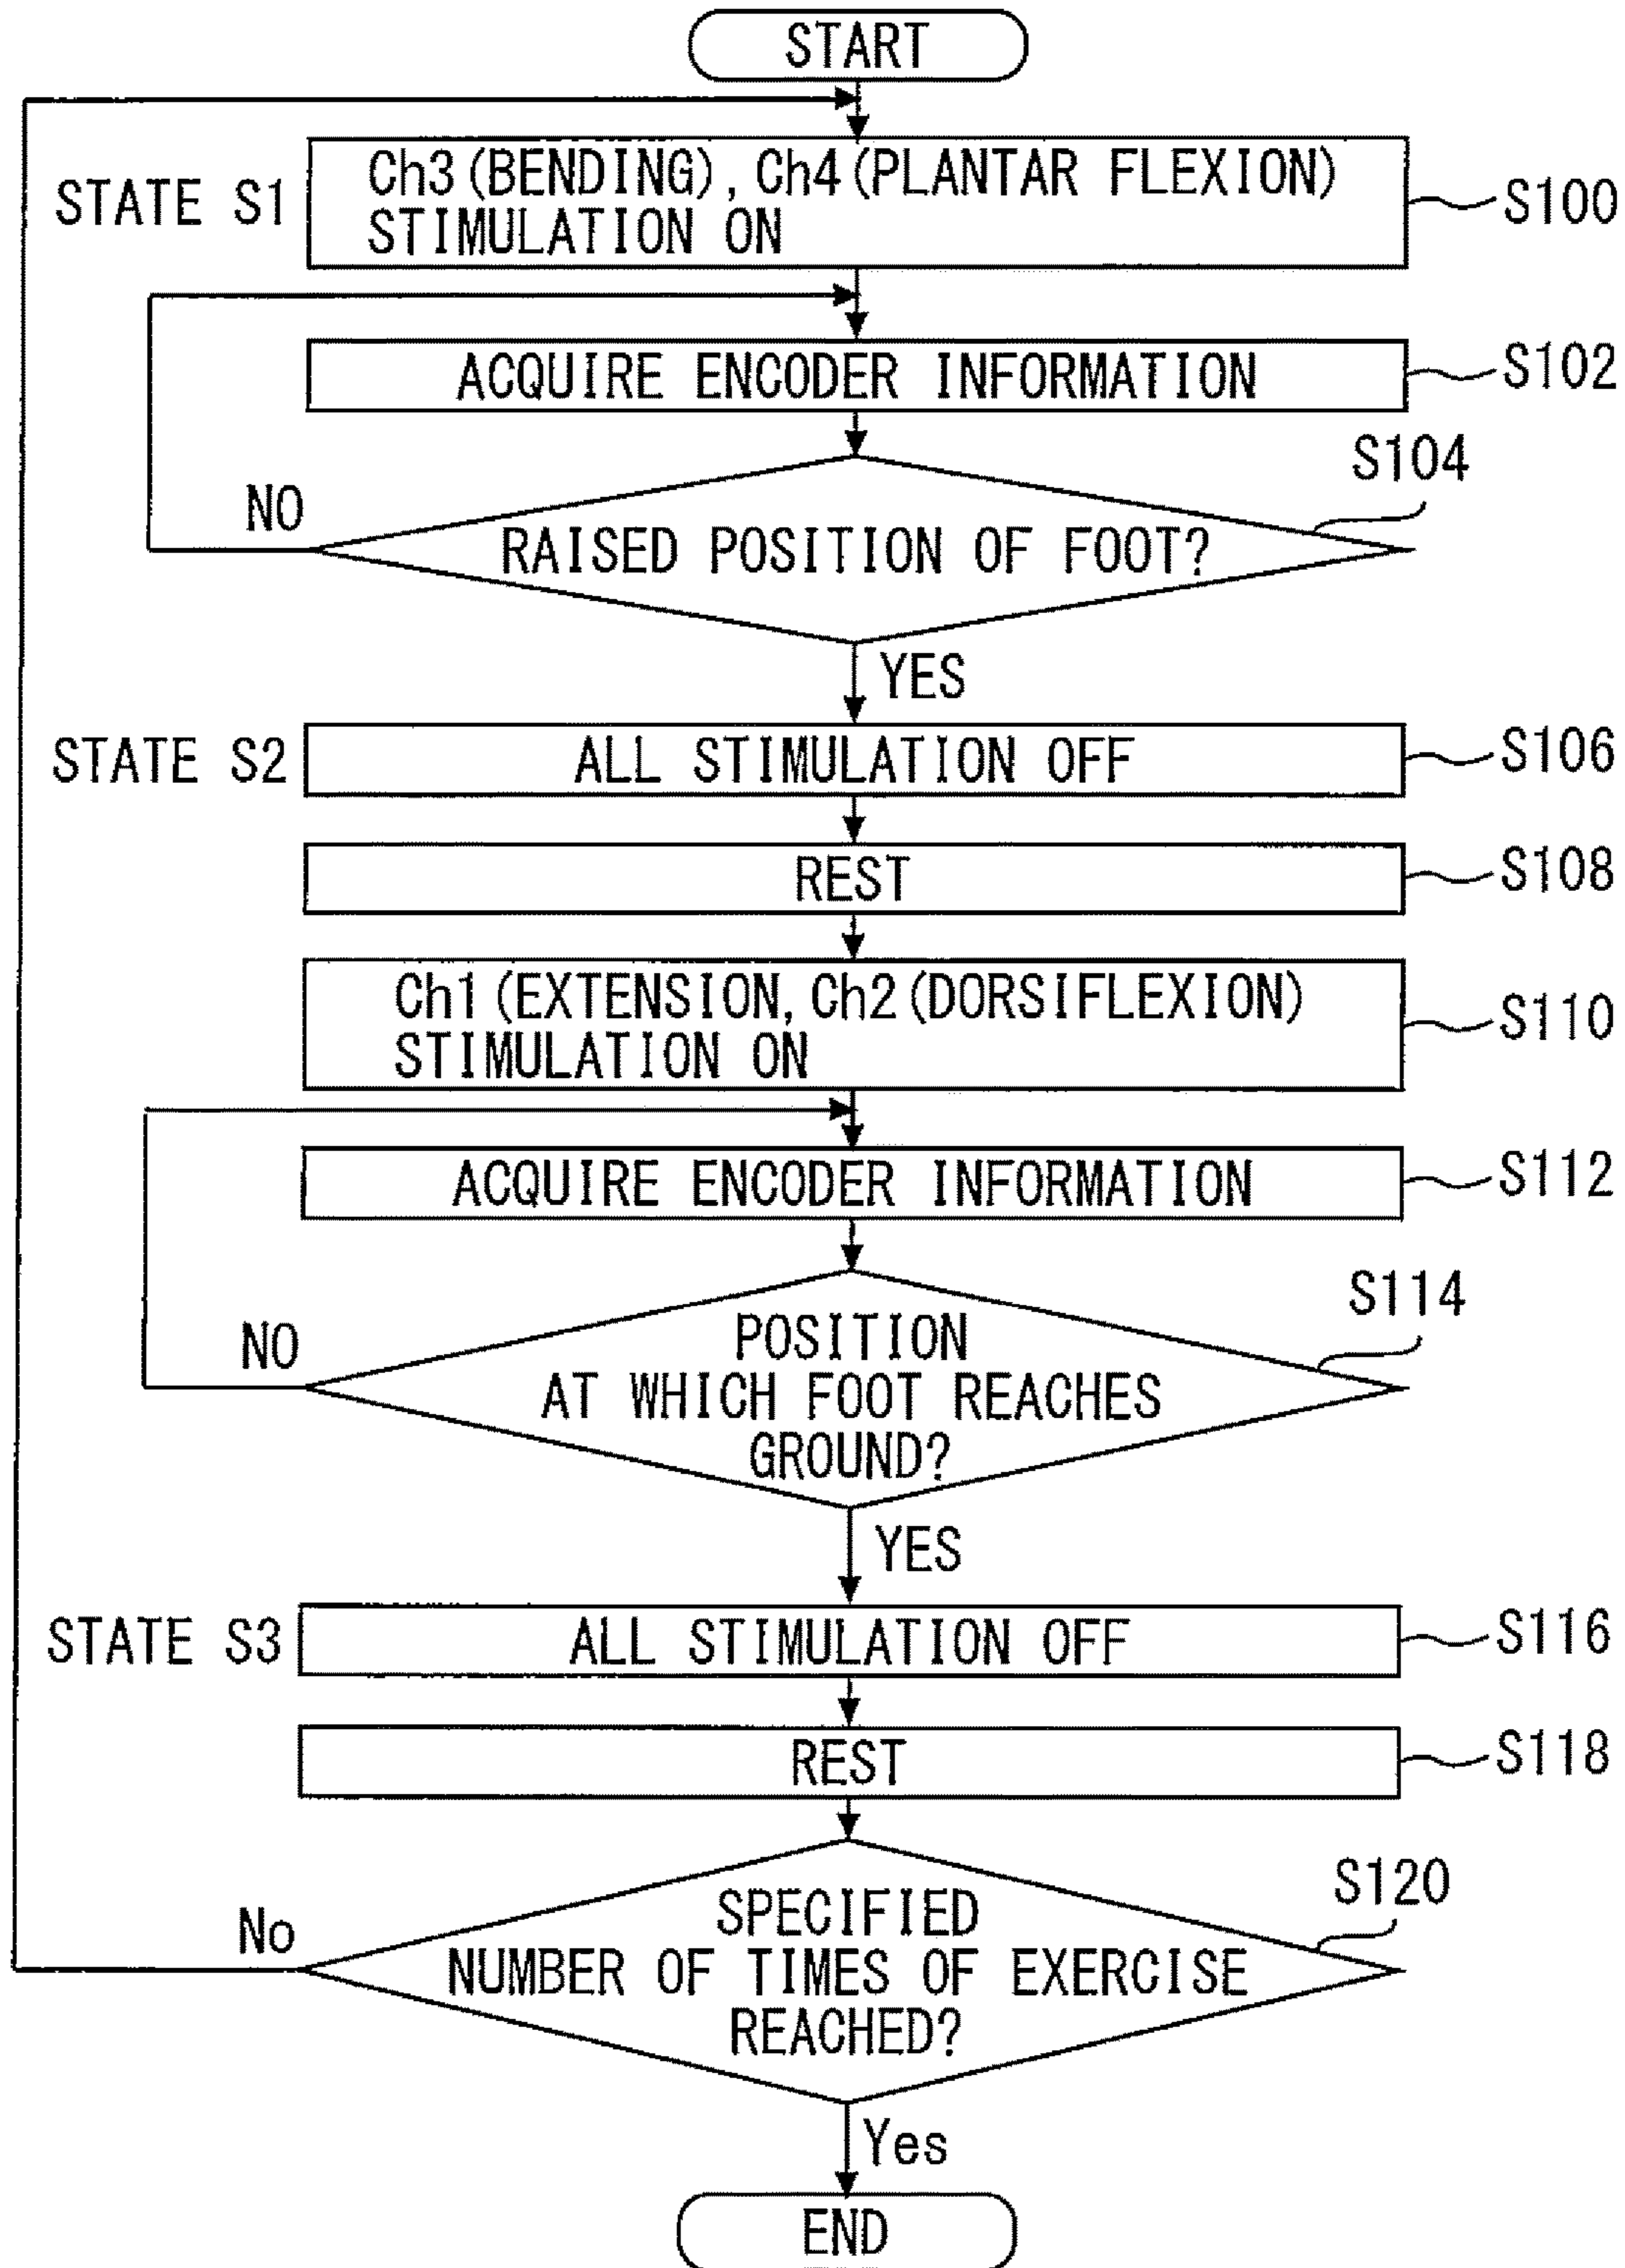 START
STATE S1
Ch3(BENDING), Ch4(PLANTAR FLEXION)
STIMULATION ON
S100
ACQUIRE ENCODER INFORMATION
S102
S104
NO
RAISED POSITION OF FOOT?
YES
STATE S2
ALL STIMULATION OFF
S106
REST
S108
Ch1(EXTENSION, Ch2(DORSIFLEXION)
STIMULATION ON
S110
ACQUIRE ENCODER INFORMATION
S112
S114
NO
POSITION
AT WHICH FOOT REACHES
GROUND?
YES
STATE S3
ALL STIMULATION OFF
S116
REST
S118
S120
No
SPECIFIED
NUMBER OF TIMES OF EXERCISE
REACHED?
Yes
END